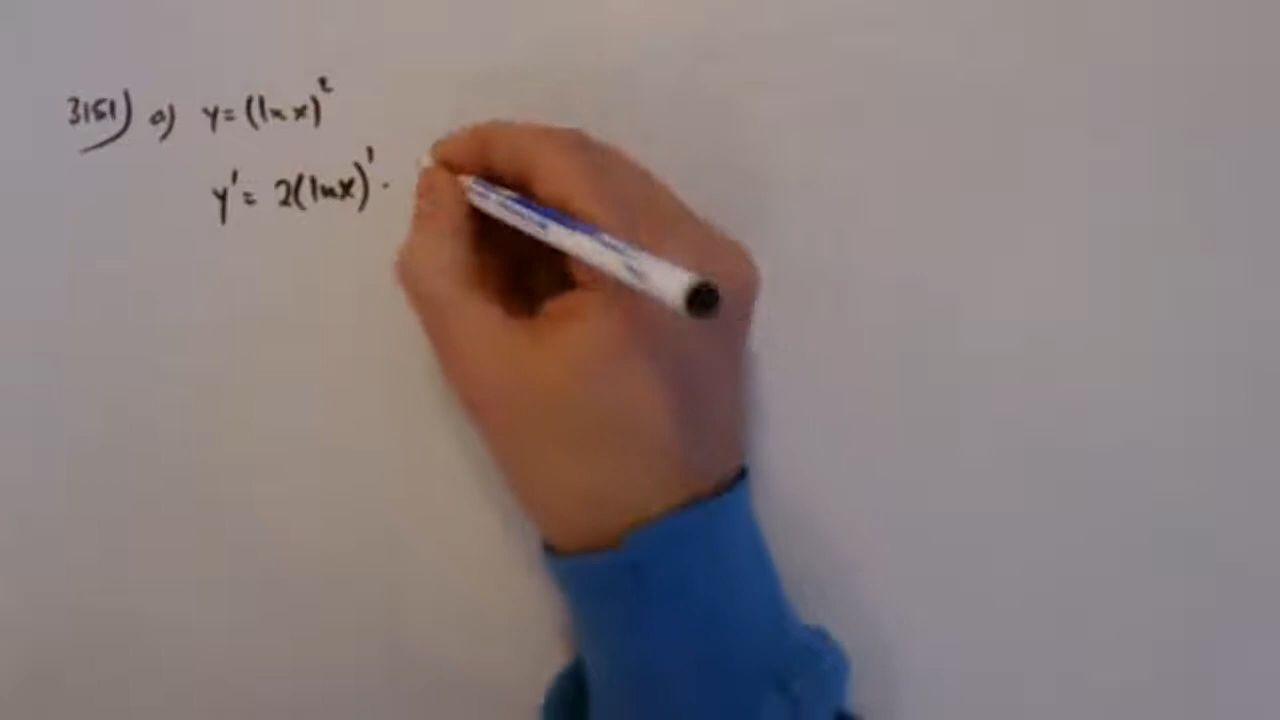 3151) a) y = (ln x)²
y' = 2(ln x)¹ ·